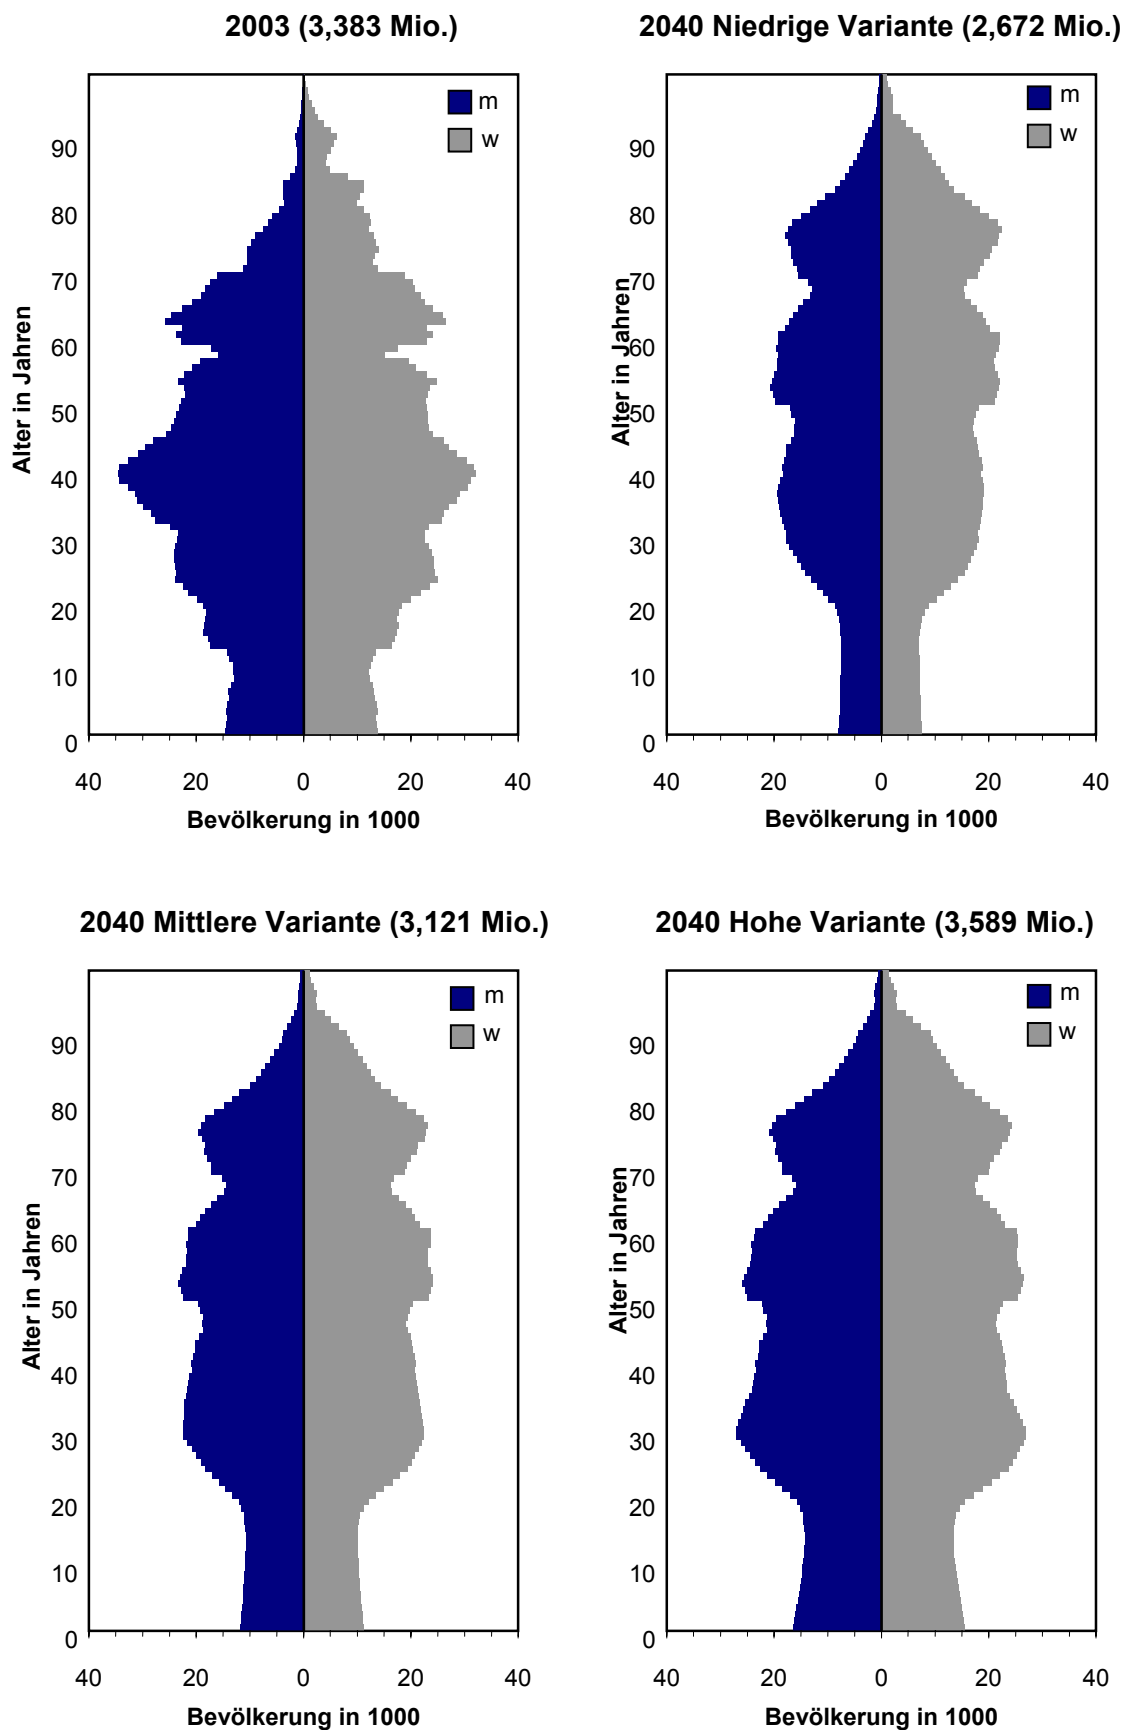 2003 (3,383 Mio.)
m
w
Alter in Jahren
90
80
70
60
50
40
30
20
10
0
40 20 0 20 40
Bevölkerung in 1000
2040 Niedrige Variante (2,672 Mio.)
m
w
Alter in Jahren
90
80
70
60
50
40
30
20
10
0
40 20 0 20 40
Bevölkerung in 1000
2040 Mittlere Variante (3,121 Mio.)
m
w
Alter in Jahren
90
80
70
60
50
40
30
20
10
0
40 20 0 20 40
Bevölkerung in 1000
2040 Hohe Variante (3,589 Mio.)
m
w
Alter in Jahren
90
80
70
60
50
40
30
20
10
0
40 20 0 20 40
Bevölkerung in 1000